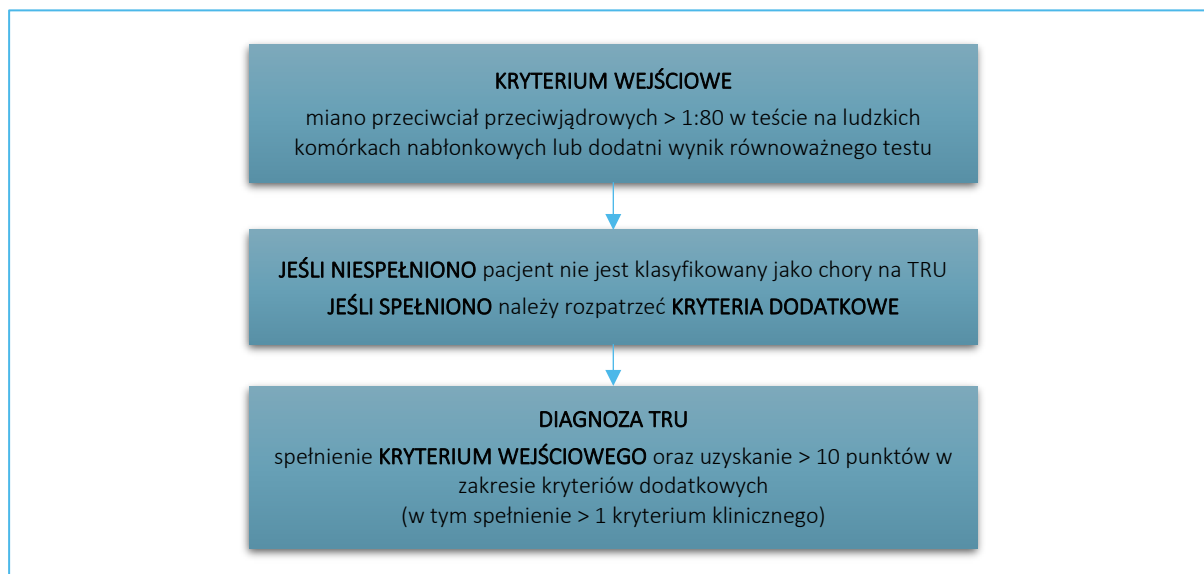 KRYTERIUM WEJŚCIOWE
miano przeciwciał przeciwjądrowych > 1:80 w teście na ludzkich
komórkach nabłonkowych lub dodatni wynik równoważnego testu
JEŚLI NIESPEŁNIONO pacjent nie jest klasyfikowany jako chory na TRU
JEŚLI SPEŁNIONO należy rozpatrzeć KRYTERIA DODATKOWE
DIAGNOZA TRU
spełnienie KRYTERIUM WEJŚCIOWEGO oraz uzyskanie > 10 punktów w
zakresie kryteriów dodatkowych
(w tym spełnienie > 1 kryterium klinicznego)